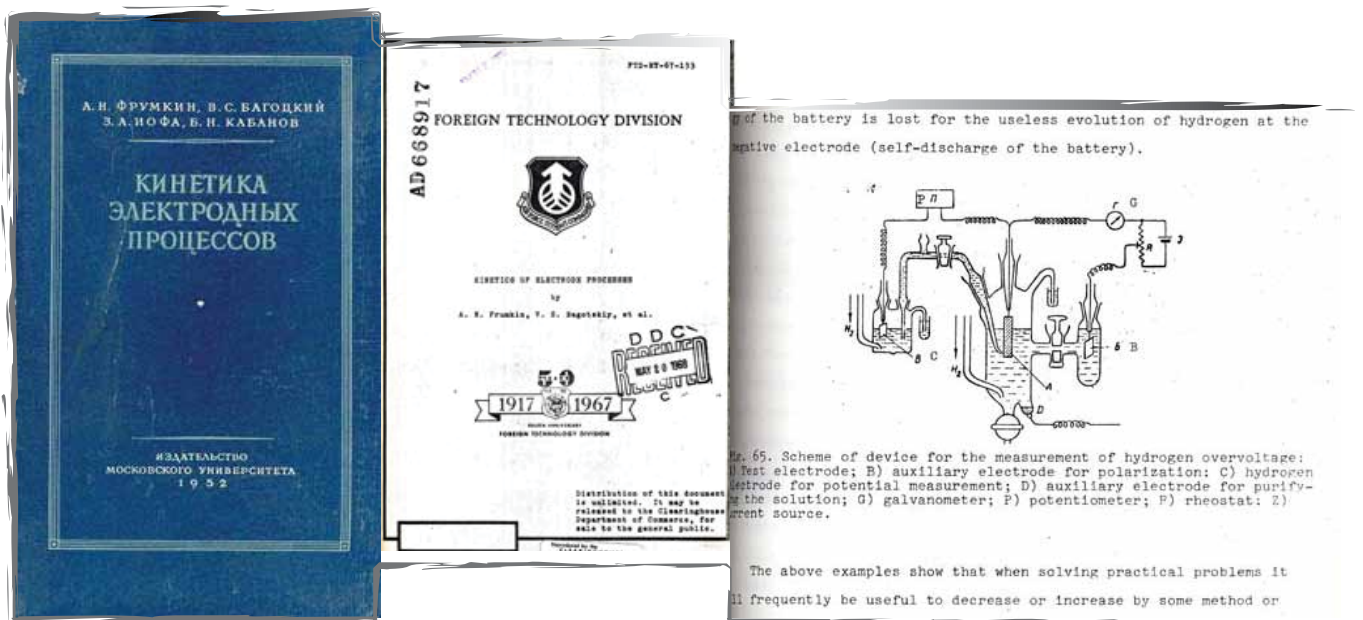 А. Н. ФРУМКИН, В. С. БАГОЦКИЙ
З. А. ИОФА, Б. Н. КАБАНОВ
КИНЕТИКА
ЭЛЕКТРОДНЫХ
ПРОЦЕССОВ
ИЗДАТЕЛЬСТВО
МОСКОВСКОГО УНИВЕРСИТЕТА
1952
FTD-HT-67-153
AD668917
FOREIGN TECHNOLOGY DIVISION
KINETICS OF ELECTRODE PROCESSES
by
A. N. Frumkin, V. S. Bagotskiy, et al.
DDC
MAY 20 1968
C
50
1917 1967
FOREIGN TECHNOLOGY DIVISION
Distribution of this document
is unlimited. It may be
released to the Clearinghouse
Department of Commerce, for
sale to the general public.
of the battery is lost for the useless evolution of hydrogen at the
electrode (self-discharge of the battery).
P П
Г G
R
H₂
B C
H₂
A
Б B
D
65. Scheme of device for the measurement of hydrogen overvoltage:
Test electrode; B) auxiliary electrode for polarization: C) hydrogen
for potential measurement; D) auxiliary electrode for purify-
the solution; G) galvanometer; P) potentiometer; P) rheostat: Z)
source.
The above examples show that when solving practical problems it
frequently be useful to decrease or increase by some method or